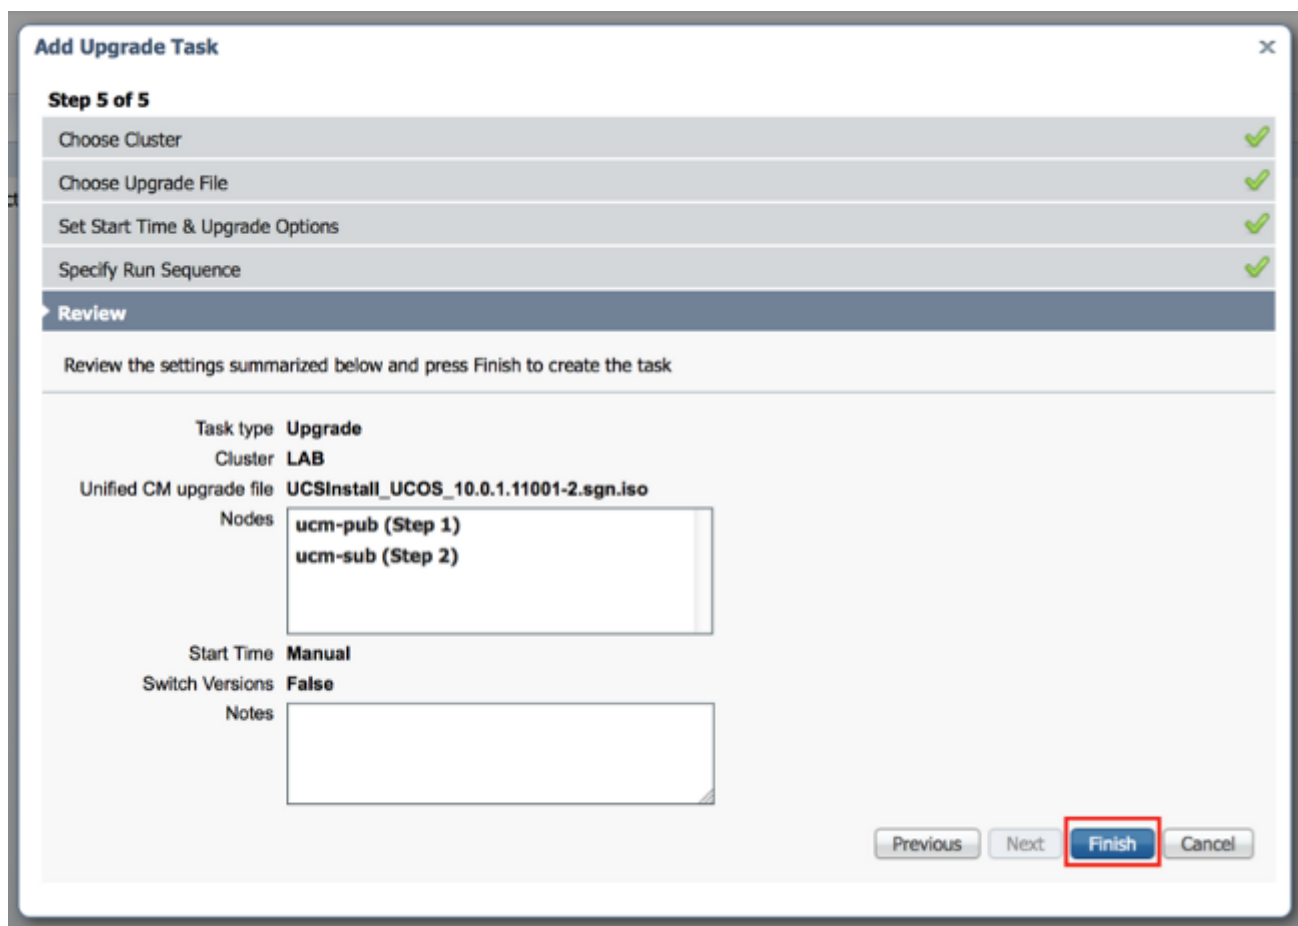 Add Upgrade Task
Step 5 of 5
Choose Cluster
Choose Upgrade File
Set Start Time & Upgrade Options
Specify Run Sequence
Review
Review the settings summarized below and press Finish to create the task
Task type Upgrade
Cluster LAB
Unified CM upgrade file UCSInstall_UCOS_10.0.1.11001-2.sgn.iso
Nodes
ucm-pub (Step 1)
ucm-sub (Step 2)
Start Time Manual
Switch Versions False
Notes
Previous Next Finish Cancel